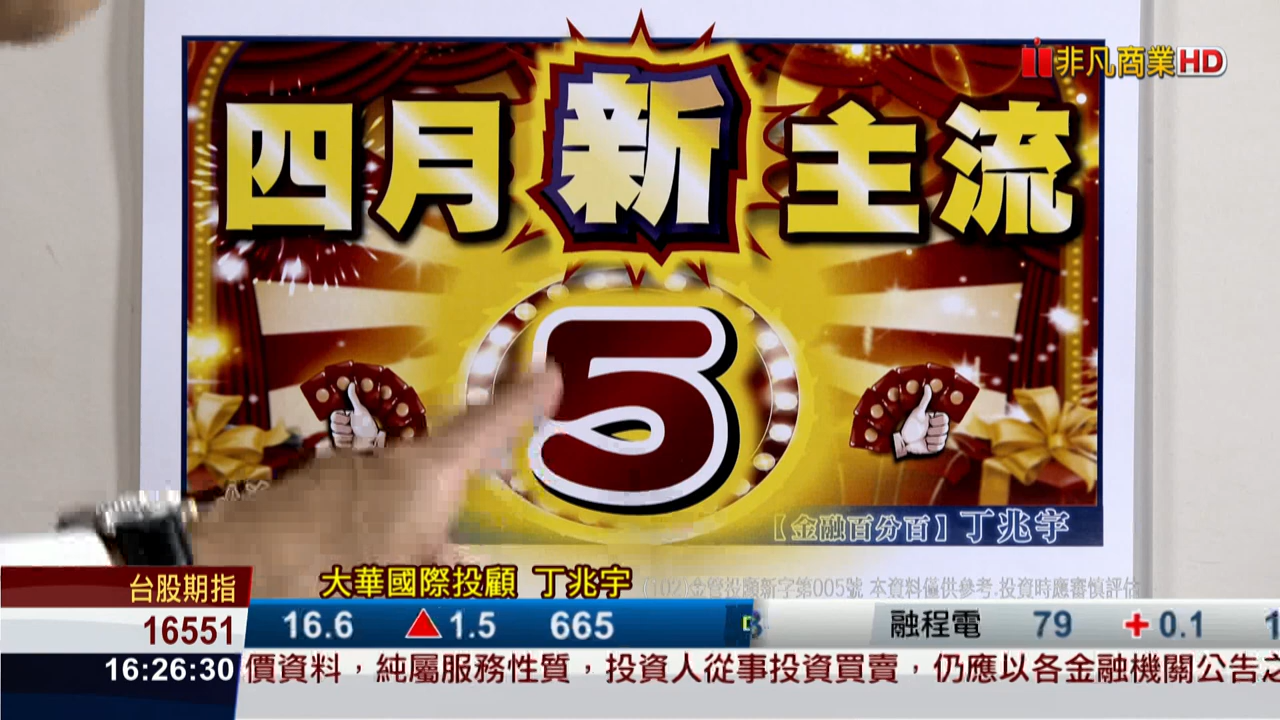 非凡商業HD
四月新主流
5
【金融百分百】丁兆宇
大華國際投顧 丁兆宇
(102)金管投顧新字第005號 本資料僅供參考,投資時應審慎評估
台股期指
16551
16.6 ▲1.5 665
融程電 79 +0.1 1
16:26:30
價資料，純屬服務性質，投資人從事投資買賣，仍應以各金融機關公告之